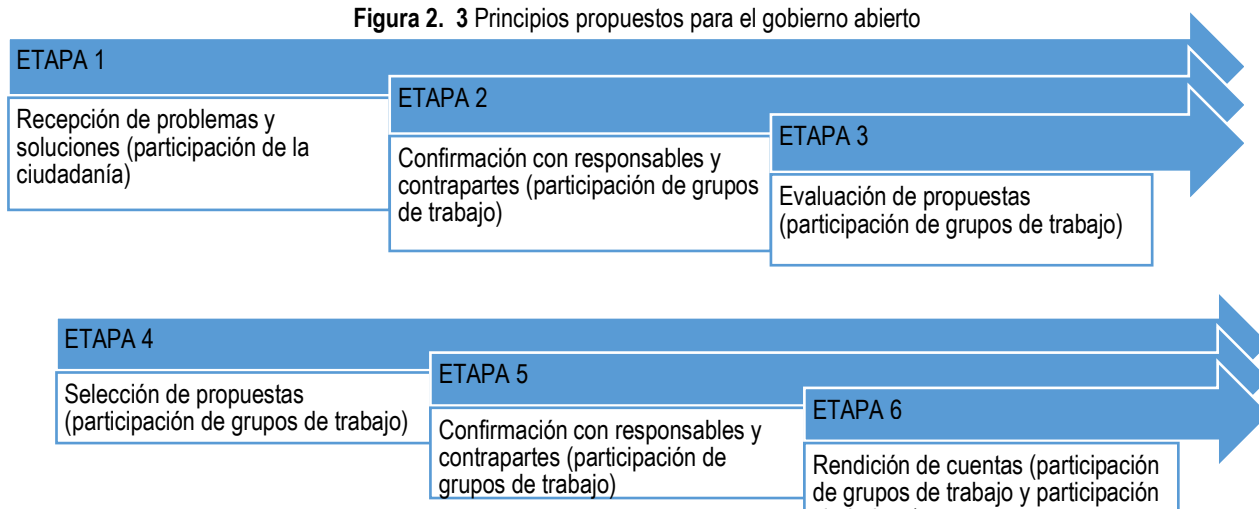 Figura 2. 3 Principios propuestos para el gobierno abierto
ETAPA 1
Recepción de problemas y
soluciones (participación de la
ciudadanía)
ETAPA 2
Confirmación con responsables y
contrapartes (participación de grupos
de trabajo)
ETAPA 3
Evaluación de propuestas
(participación de grupos de trabajo)
ETAPA 4
Selección de propuestas
(participación de grupos de trabajo)
ETAPA 5
Confirmación con responsables y
contrapartes (participación de
grupos de trabajo)
ETAPA 6
Rendición de cuentas (participación
de grupos de trabajo y participación